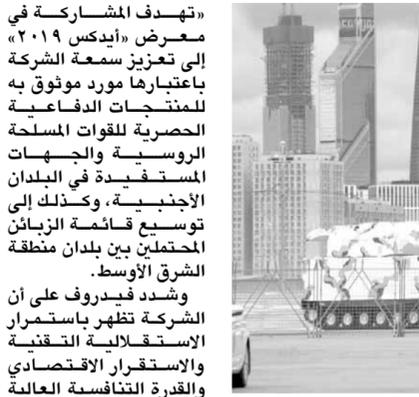 «تهدف المشاركة في
معرض «أيدكس ٢٠١٩»
إلى تعزيز سمعة الشركة
باعتبارها مورد موثوق به
للمنتجات الدفاعية
الحصرية للقوات المسلحة
الروسية والجهات
المستفيدة في البلدان
الأجنبية، وكذلك إلى
توسيع قائمة الزبائن
المحتملين بين بلدان منطقة
الشرق الأوسط.
وشدد فيدروف على أن
الشركة تظهر باستمرار
الاستقلالية التقنية
والاستقرار الاقتصادي
والقدرة التنافسية العالية